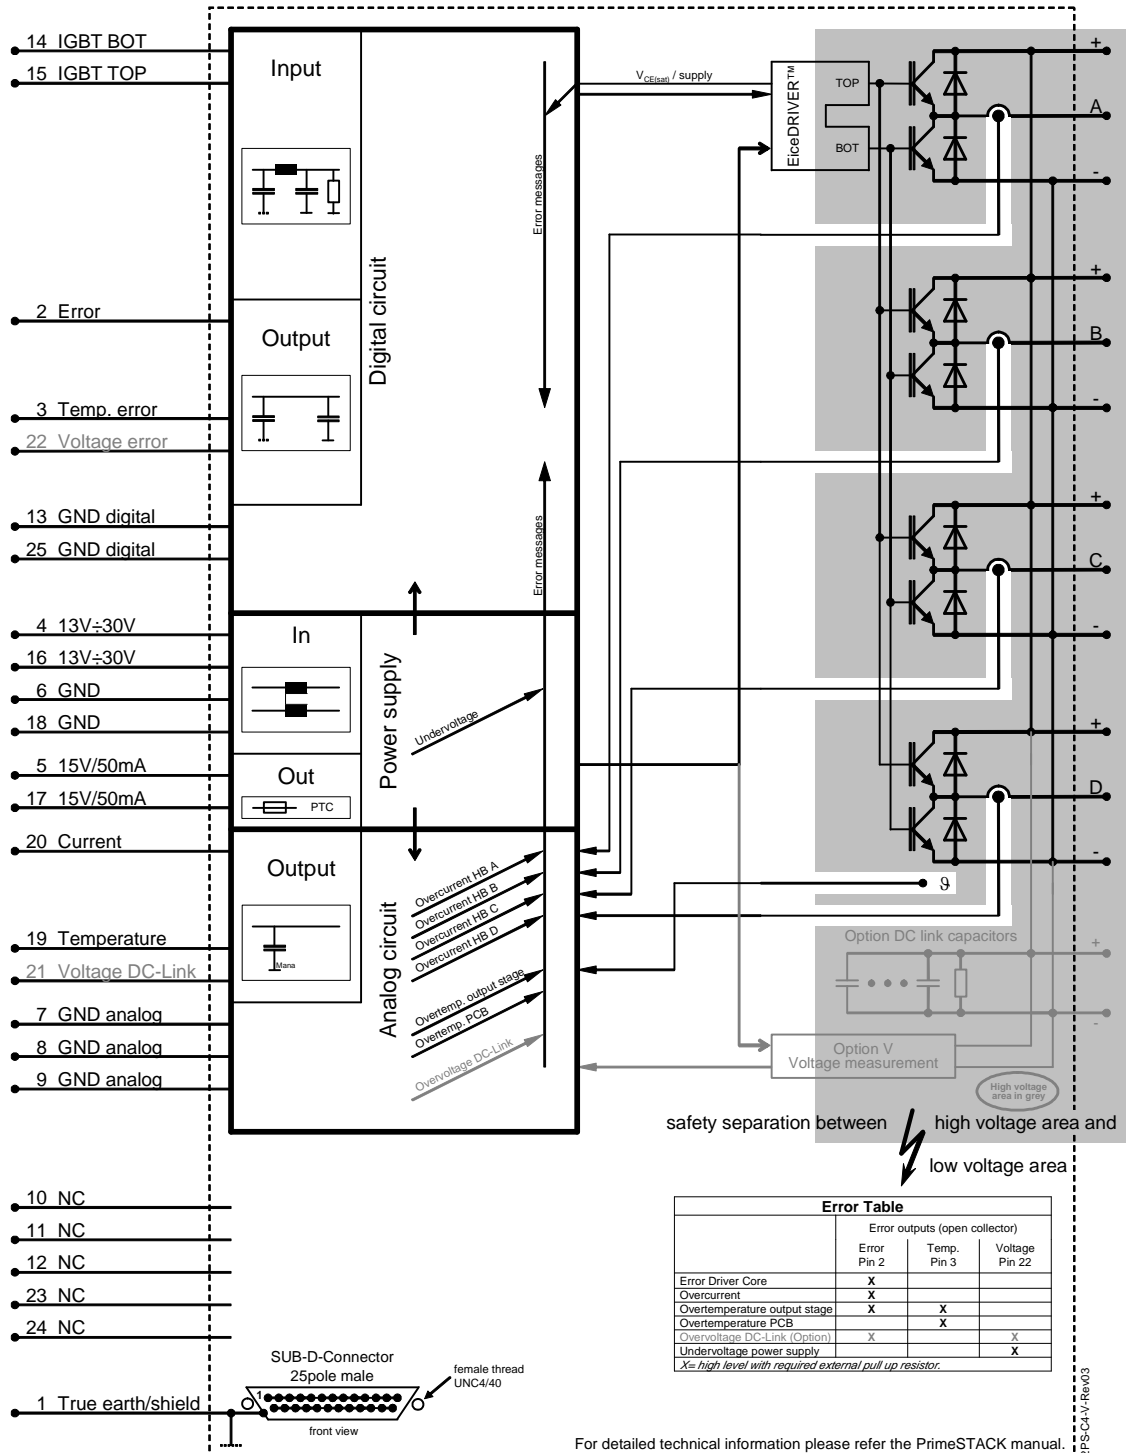 14 IGBT BOT
15 IGBT TOP
2 Error
3 Temp. error
22 Voltage error
13 GND digital
25 GND digital
4 13V÷30V
16 13V÷30V
6 GND
18 GND
5 15V/50mA
17 15V/50mA
20 Current
19 Temperature
21 Voltage DC-Link
7 GND analog
8 GND analog
9 GND analog
10 NC
11 NC
12 NC
23 NC
24 NC
1 True earth/shield
Input
Output
Digital circuit
Error messages
Error messages
In
Out
PTC
Power supply
Undervoltage
Output
Mana
Analog circuit
Overcurrent HB A
Overcurrent HB B
Overcurrent HB C
Overcurrent HB D
Overtemp. output stage
Overtemp. PCB
Overvoltage DC-Link
VCE(sat) / supply
EiceDRIVER™
TOP
BOT
+
A
-
+
B
-
+
C
-
+
D
-
ϑ
Option DC link capacitors
+
-
Option V
Voltage measurement
High voltage
area in grey
safety separation between
high voltage area and
low voltage area
Error Table
Error outputs (open collector)
Error Pin 2 Temp. Pin 3 Voltage Pin 22
Error Driver Core X
Overcurrent X
Overtemperature output stage X X
Overtemperature PCB X
Overvoltage DC-Link (Option) X X
Undervoltage power supply X
X= high level with required external pull up resistor.
SUB-D-Connector
25pole male
1
female thread
UNC4/40
front view
For detailed technical information please refer the PrimeSTACK manual.
2PS-C4-V-Rev03